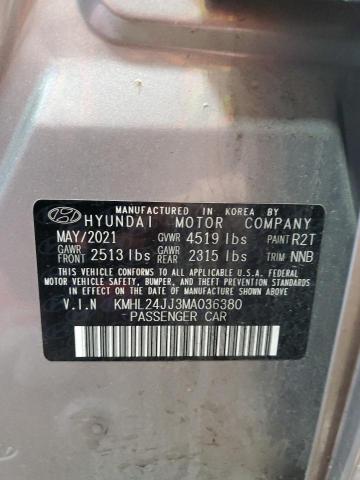 MANUFACTURED IN KOREA BY
HYUNDAI MOTOR COMPANY
MAY/2021 GVWR 4519 lbs PAINT R2T
GAWR FRONT 2513 lbs GAWR REAR 2315 lbs TRIM NNB
THIS VEHICLE CONFORMS TO ALL APPLICABLE U.S.A. FEDERAL
MOTOR VEHICLE SAFETY, BUMPER, AND THEFT PREVENTION
STANDARDS IN EFFECT ON THE DATE OF MANUFACTURE SHOWN ABOVE.
V.I.N KMHL24JJ3MA036380
PASSENGER CAR